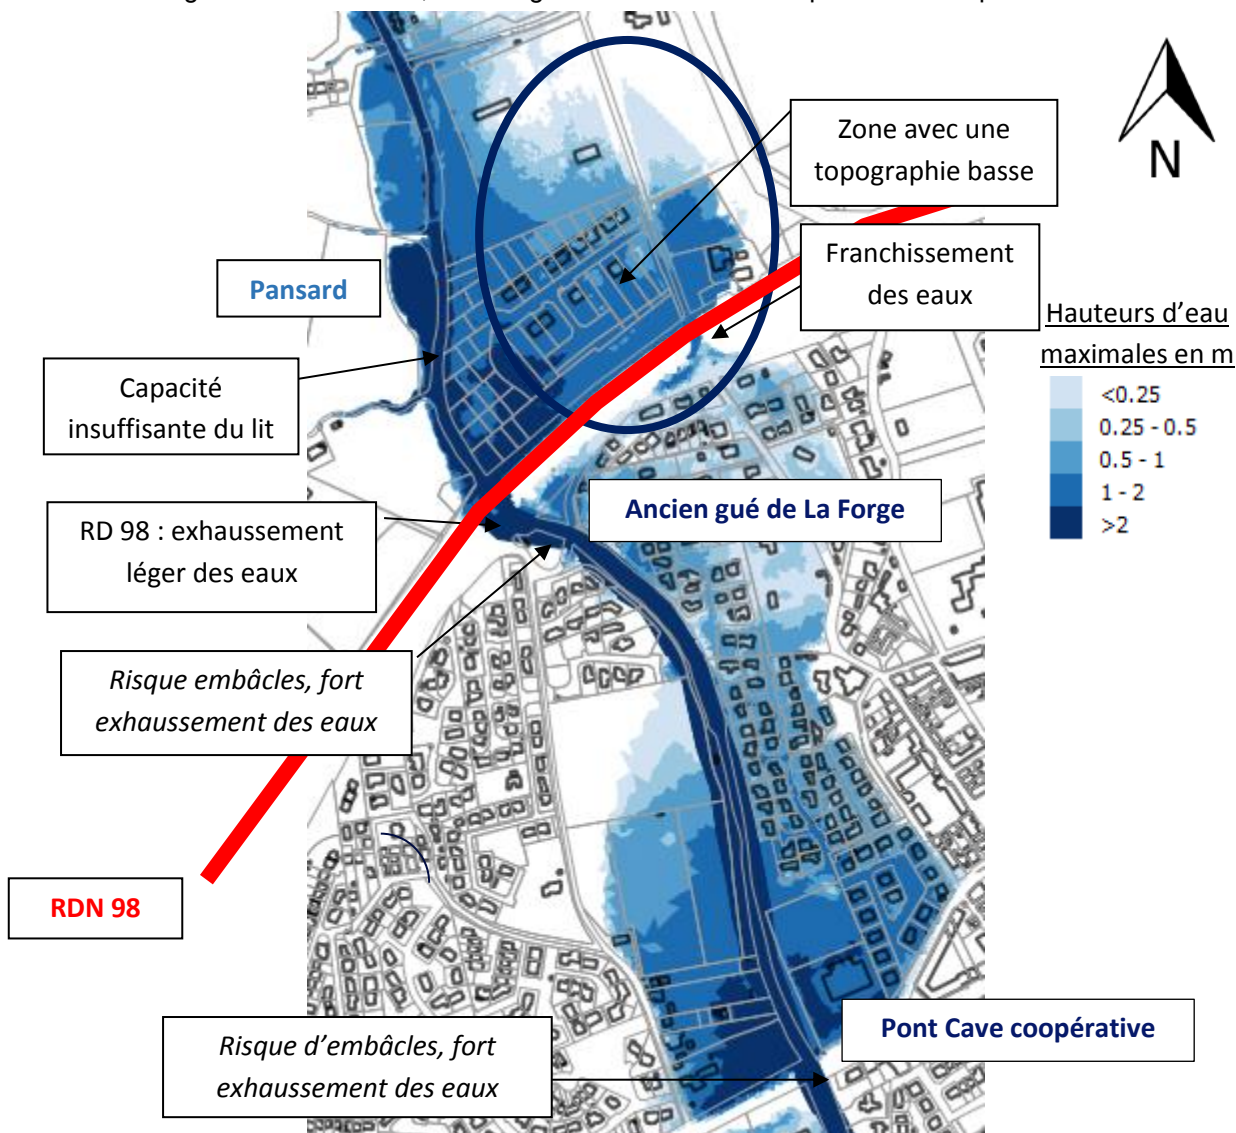 Zone avec une
topographie basse
N
Franchissement
des eaux
Pansard
Hauteurs d'eau
maximales en m
<0.25
0.25 - 0.5
0.5 - 1
1 - 2
>2
Capacité
insuffisante du lit
Ancien gué de La Forge
RD 98 : exhaussement
léger des eaux
Risque embâcles, fort
exhaussement des eaux
RDN 98
Pont Cave coopérative
Risque d’embâcles, fort
exhaussement des eaux